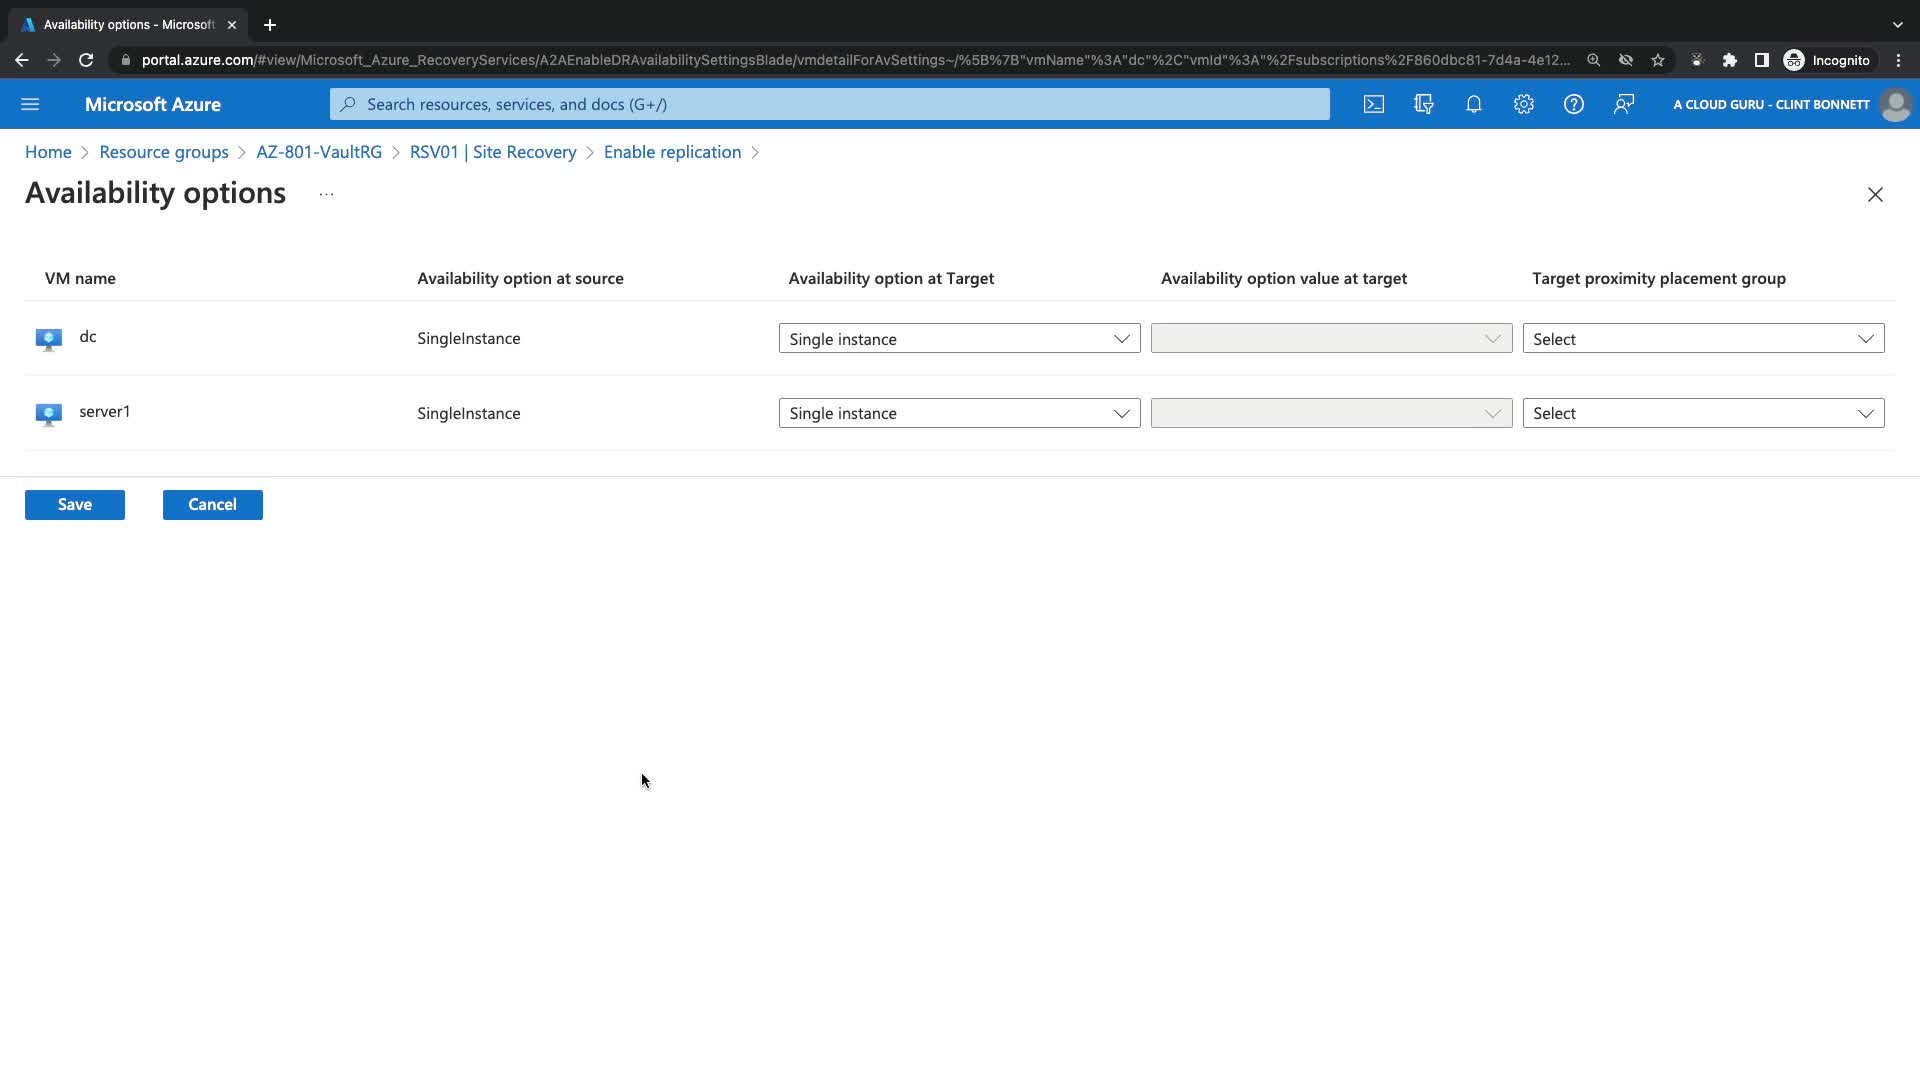 Availability options - Microsoft
portal.azure.com/#view/Microsoft_Azure_RecoveryServices/A2AEnableDRAvailabilitySettingsBlade/vmdetailForAvSettings~/%5B%7B"vmName"%3A"dc"%2C"vmId"%3A"%2Fsubscriptions%2F860dbc81-7d4a-4e12... Incognito
Microsoft Azure Search resources, services, and docs (G+/) A CLOUD GURU - CLINT BONNETT
Home > Resource groups > AZ-801-VaultRG > RSV01 | Site Recovery > Enable replication >
Availability options ...
VM name Availability option at source Availability option at Target Availability option value at target Target proximity placement group
dc SingleInstance Single instance Select
server1 SingleInstance Single instance Select
Save Cancel